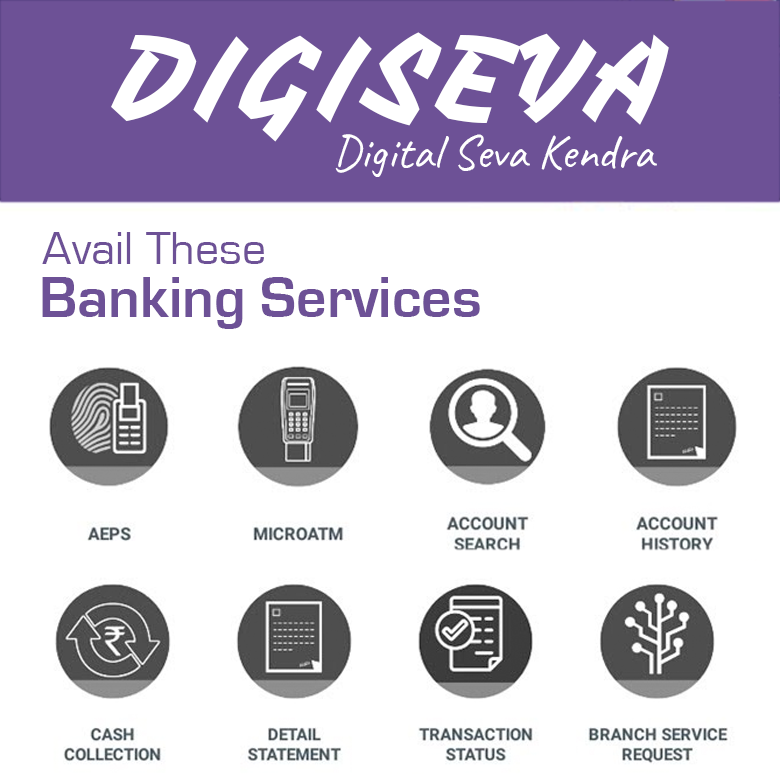 DIGISEVA
Digital Seva Kendra
Avail These
Banking Services
AEPS
MICROATM
ACCOUNT
SEARCH
ACCOUNT
HISTORY
₹
CASH
COLLECTION
DETAIL
STATEMENT
TRANSACTION
STATUS
BRANCH SERVICE
REQUEST